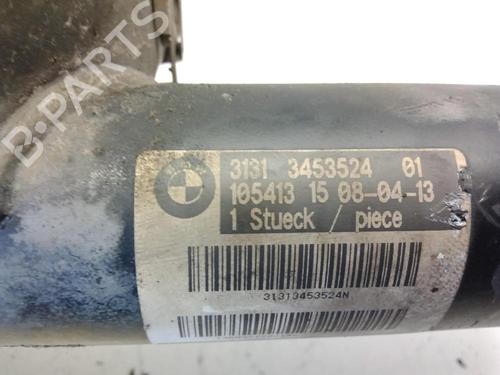 B-PARTS
3131 3453524 01
105413 15 08-04-13
1 Stueck / piece
31313453524N